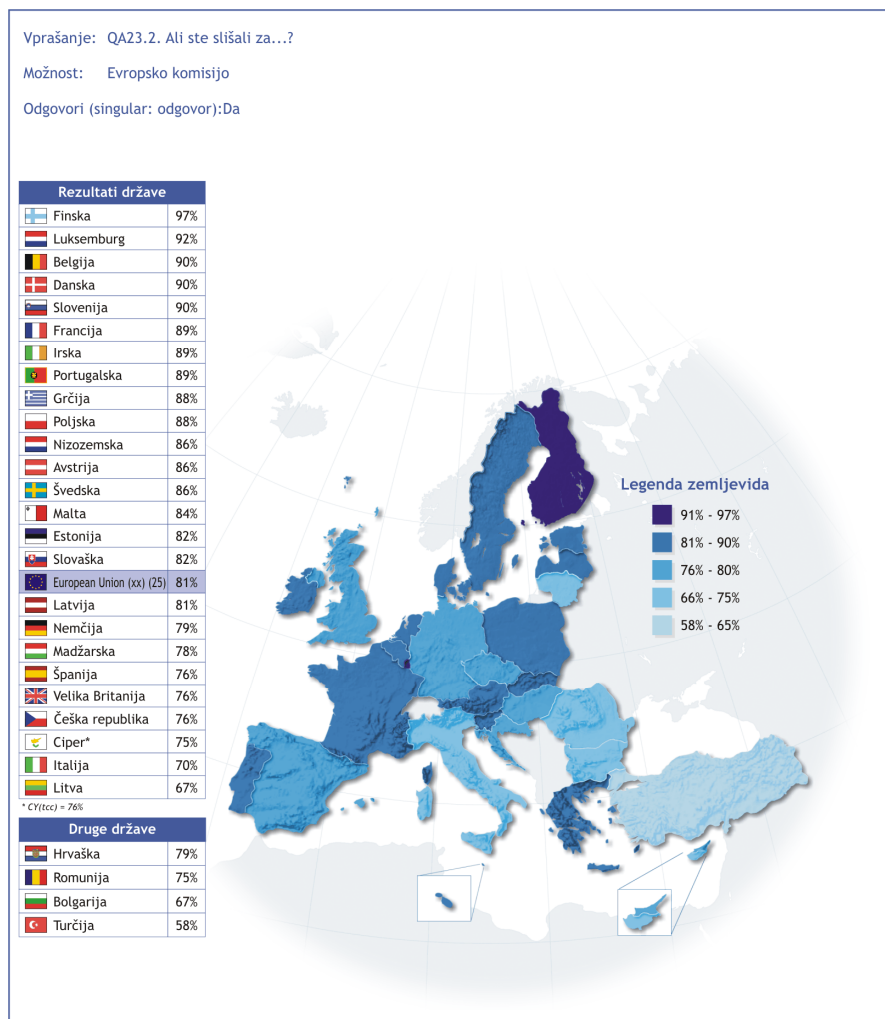 Vprašanje: QA23.2. Ali ste slišali za...?
Možnost: Evropsko komisijo
Odgovori (singular: odgovor):Da
Rezultati države
Finska 97%
Luksemburg 92%
Belgija 90%
Danska 90%
Slovenija 90%
Francija 89%
Irska 89%
Portugalska 89%
Grčija 88%
Poljska 88%
Nizozemska 86%
Avstrija 86%
Švedska 86%
Malta 84%
Estonija 82%
Slovaška 82%
European Union (xx) (25) 81%
Latvija 81%
Nemčija 79%
Madžarska 78%
Španija 76%
Velika Britanija 76%
Češka republika 76%
Ciper* 75%
Italija 70%
Litva 67%
* CY(tcc) = 76%
Druge države
Hrvaška 79%
Romunija 75%
Bolgarija 67%
Turčija 58%
Legenda zemljevida
91% - 97%
81% - 90%
76% - 80%
66% - 75%
58% - 65%